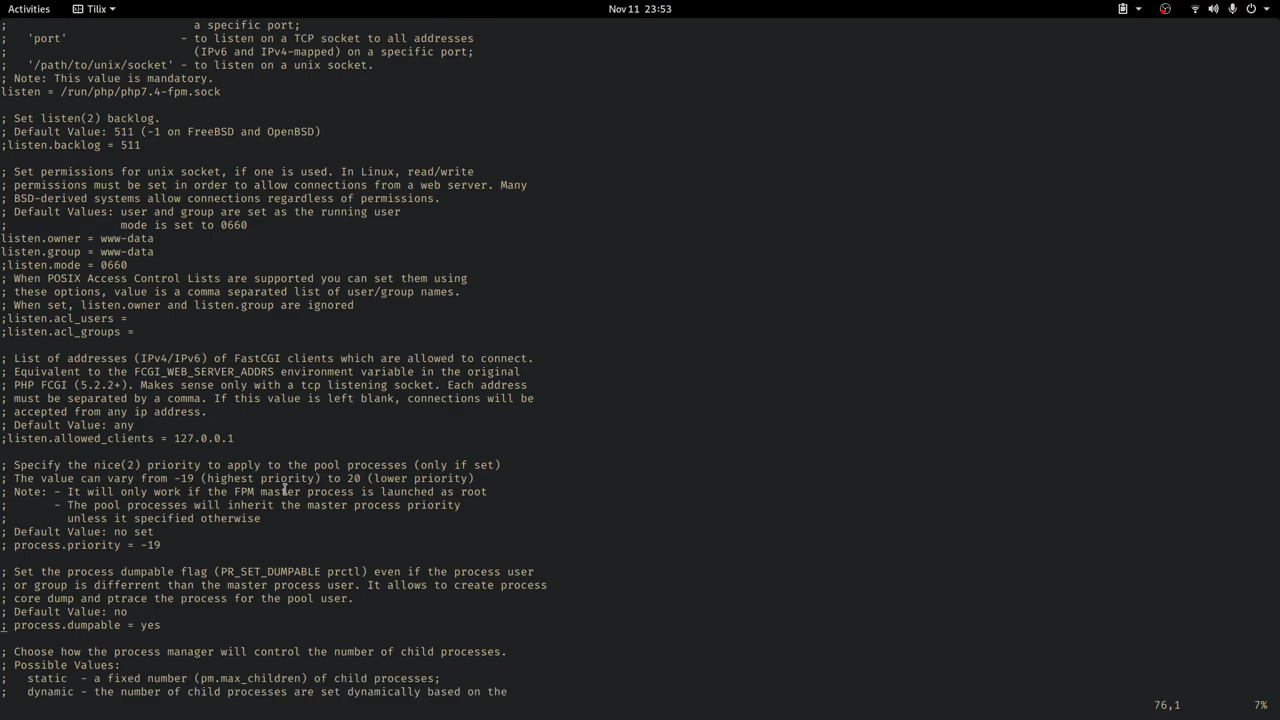 Activities
Tilix
Nov 11 23:53
;                            a specific port;
;   'port'                 - to listen on a TCP socket to all addresses
;                            (IPv6 and IPv4-mapped) on a specific port;
;   '/path/to/unix/socket' - to listen on a unix socket.
; Note: This value is mandatory.
listen = /run/php/php7.4-fpm.sock
; Set listen(2) backlog.
; Default Value: 511 (-1 on FreeBSD and OpenBSD)
;listen.backlog = 511
; Set permissions for unix socket, if one is used. In Linux, read/write
; permissions must be set in order to allow connections from a web server. Many
; BSD-derived systems allow connections regardless of permissions.
; Default Values: user and group are set as the running user
;                 mode is set to 0660
listen.owner = www-data
listen.group = www-data
;listen.mode = 0660
; When POSIX Access Control Lists are supported you can set them using
; these options, value is a comma separated list of user/group names.
; When set, listen.owner and listen.group are ignored
;listen.acl_users =
;listen.acl_groups =
; List of addresses (IPv4/IPv6) of FastCGI clients which are allowed to connect.
; Equivalent to the FCGI_WEB_SERVER_ADDRS environment variable in the original
; PHP FCGI (5.2.2+). Makes sense only with a tcp listening socket. Each address
; must be separated by a comma. If this value is left blank, connections will be
; accepted from any ip address.
; Default Value: any
;listen.allowed_clients = 127.0.0.1
; Specify the nice(2) priority to apply to the pool processes (only if set)
; The value can vary from -19 (highest priority) to 20 (lower priority)
; Note: - It will only work if the FPM master process is launched as root
;       - The pool processes will inherit the master process priority
;         unless it specified otherwise
; Default Value: no set
; process.priority = -19
; Set the process dumpable flag (PR_SET_DUMPABLE prctl) even if the process user
; or group is differrent than the master process user. It allows to create process
; core dump and ptrace the process for the pool user.
; Default Value: no
; process.dumpable = yes
; Choose how the process manager will control the number of child processes.
; Possible Values:
;   static  - a fixed number (pm.max_children) of child processes;
;   dynamic - the number of child processes are set dynamically based on the
76,1
7%